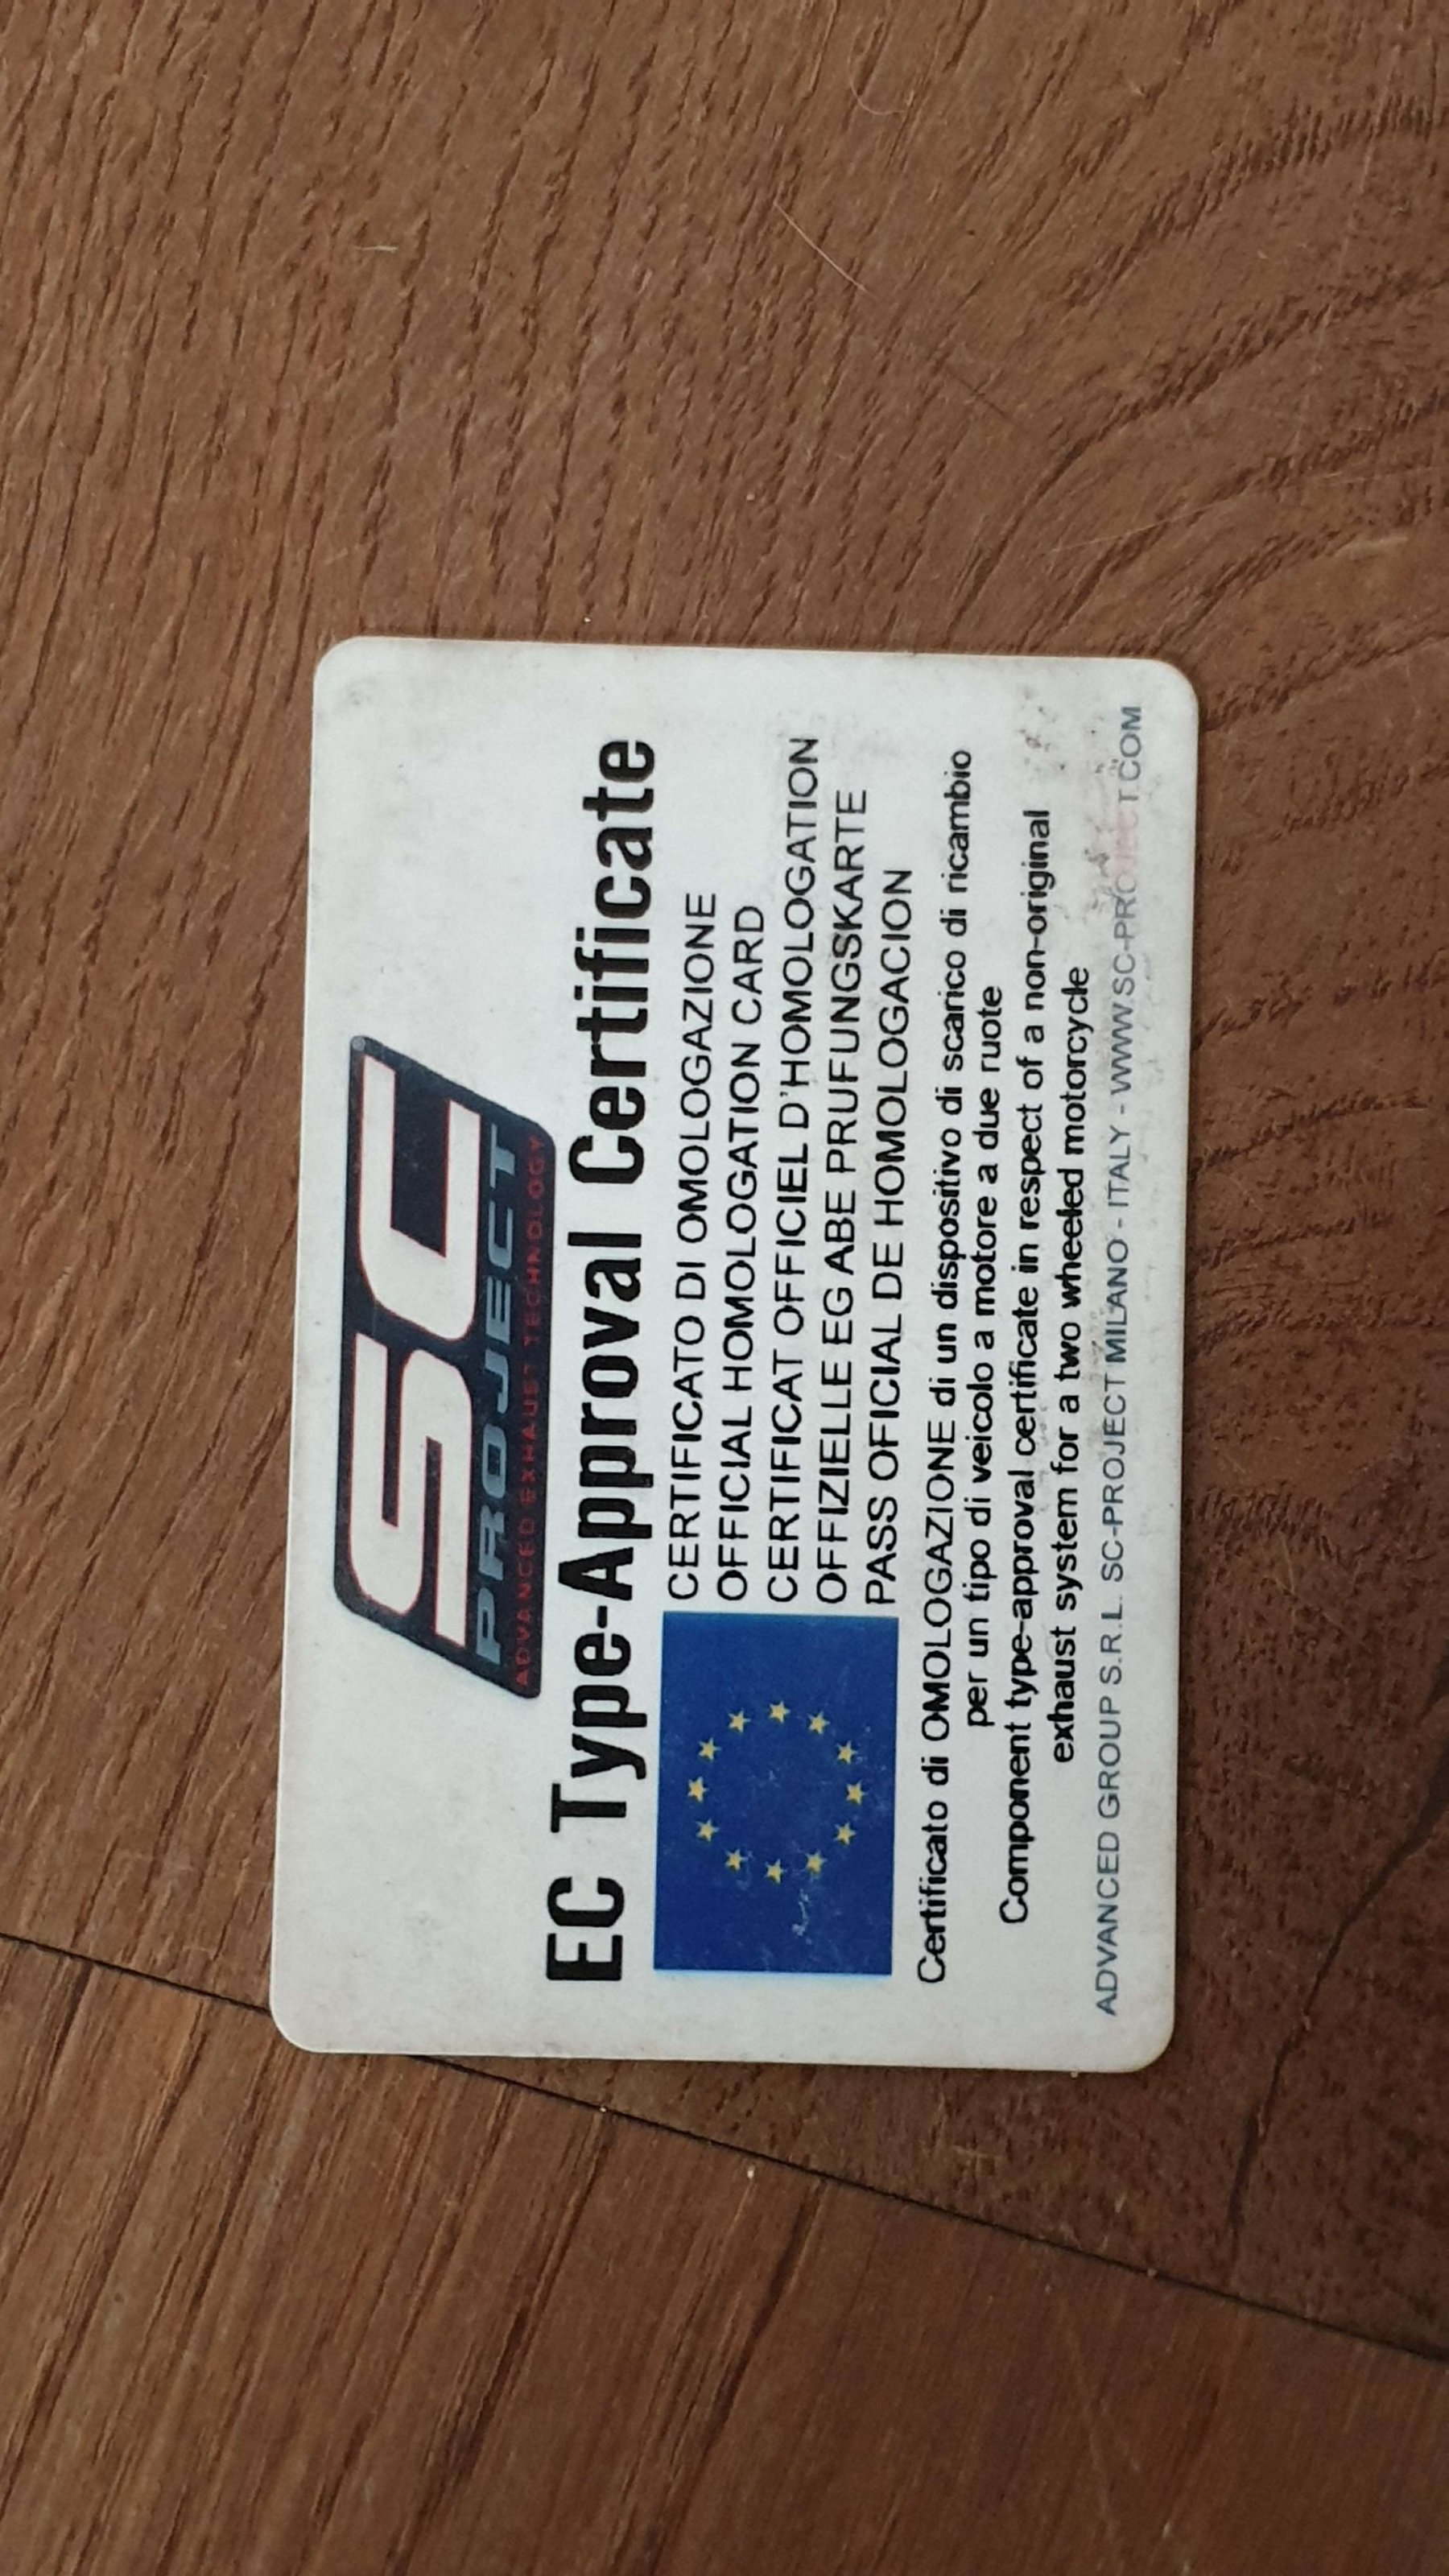 SC
PROJECT
ADVANCED EXHAUST TECHNOLOGY
EC Type-Approval Certificate
CERTIFICATO DI OMOLOGAZIONE
OFFICIAL HOMOLOGATION CARD
CERTIFICAT OFFICIEL D'HOMOLOGATION
OFFIZIELLE EG ABE PRUFUNGSKARTE
PASS OFICIAL DE HOMOLOGACION
Certificato di OMOLOGAZIONE di un dispositivo di scarico di ricambio
per un tipo di veicolo a motore a due ruote
Component type-approval certificate in respect of a non-original
exhaust system for a two wheeled motorcycle
ADVANCED GROUP S.R.L. SC-PROJECT MILANO - ITALY - WWW.SC-PROJECT.COM